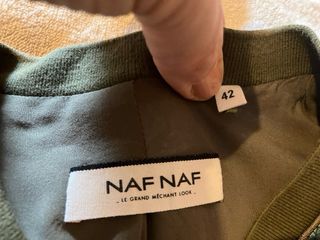 42
NAF NAF
- LE GRAND MÉCHANT LOOK -